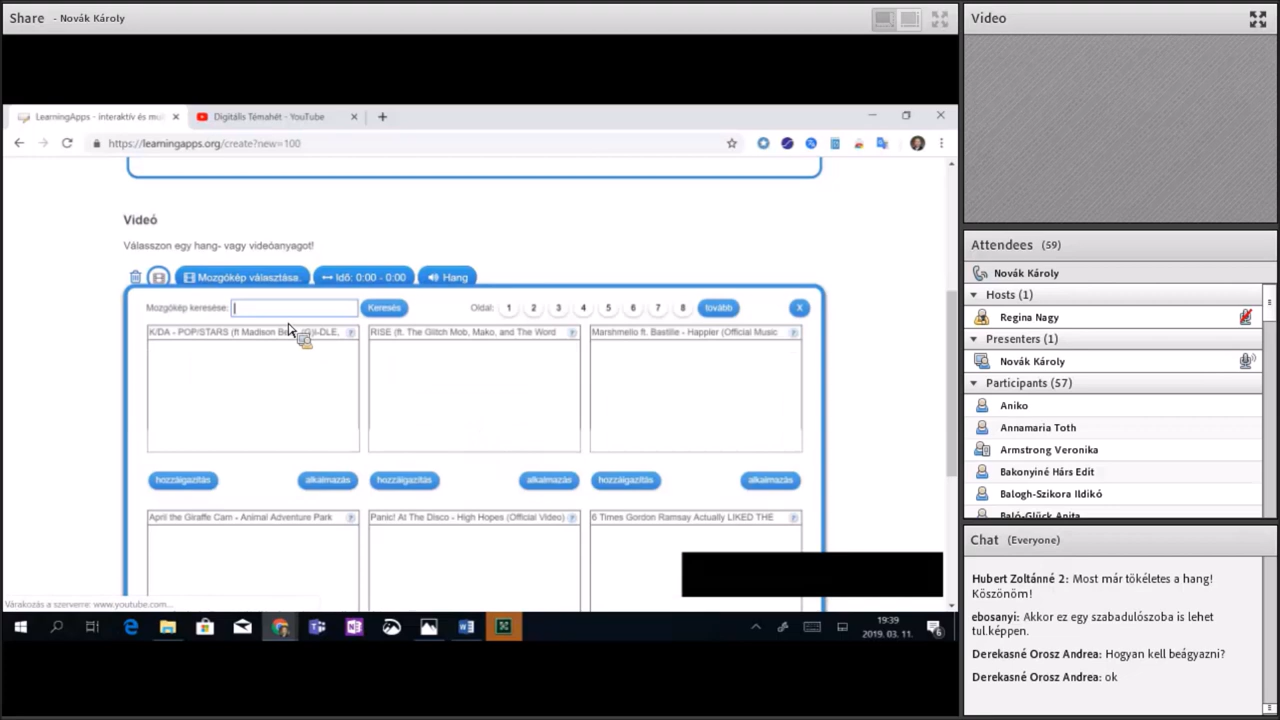 Share - Novák Károly
LearningApps - interaktív és mu
Digitális Témahét - YouTube
https://learningapps.org/create?new=100
Videó
Válasszon egy hang- vagy videóanyagot!
Mozgókép választása.
Idő: 0:00 - 0:00
Hang
Mozgókép keresése:
Keresés
Oldal: 1 2 3 4 5 6 7 8 tovább X
K/DA - POP/STARS (ft Madison (G)I-DLE,
RISE (ft. The Glitch Mob, Mako, and The Word
Marshmello ft. Bastille - Happier (Official Music
hozzáigazítás alkalmazás hozzáigazítás alkalmazás hozzáigazítás alkalmazás
April the Giraffe Cam - Animal Adventure Park
Panic! At The Disco - High Hopes (Official Video)
6 Times Gordon Ramsay Actually LIKED THE
Várakozás a szerverre: www.youtube.com...
19:39
2019. 03. 11.
6
Video
Attendees (59)
Novák Károly
Hosts (1)
Regina Nagy
Presenters (1)
Novák Károly
Participants (57)
Aniko
Annamaria Toth
Armstrong Veronika
Bakonyiné Hárs Edit
Balogh-Szikora Ildikó
Baló-Glück Anita
Chat (Everyone)
Hubert Zoltánné 2: Most már tökéletes a hang!
Köszönöm!
ebosanyi: Akkor ez egy szabadulószoba is lehet
tul.képpen.
Derekasné Orosz Andrea: Hogyan kell beágyazni?
Derekasné Orosz Andrea: ok